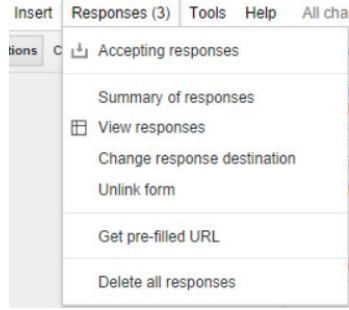 Insert Responses (3) Tools Help All cha
tions C Accepting responses
Summary of responses
View responses
Change response destination
Unlink form
Get pre-filled URL
Delete all responses